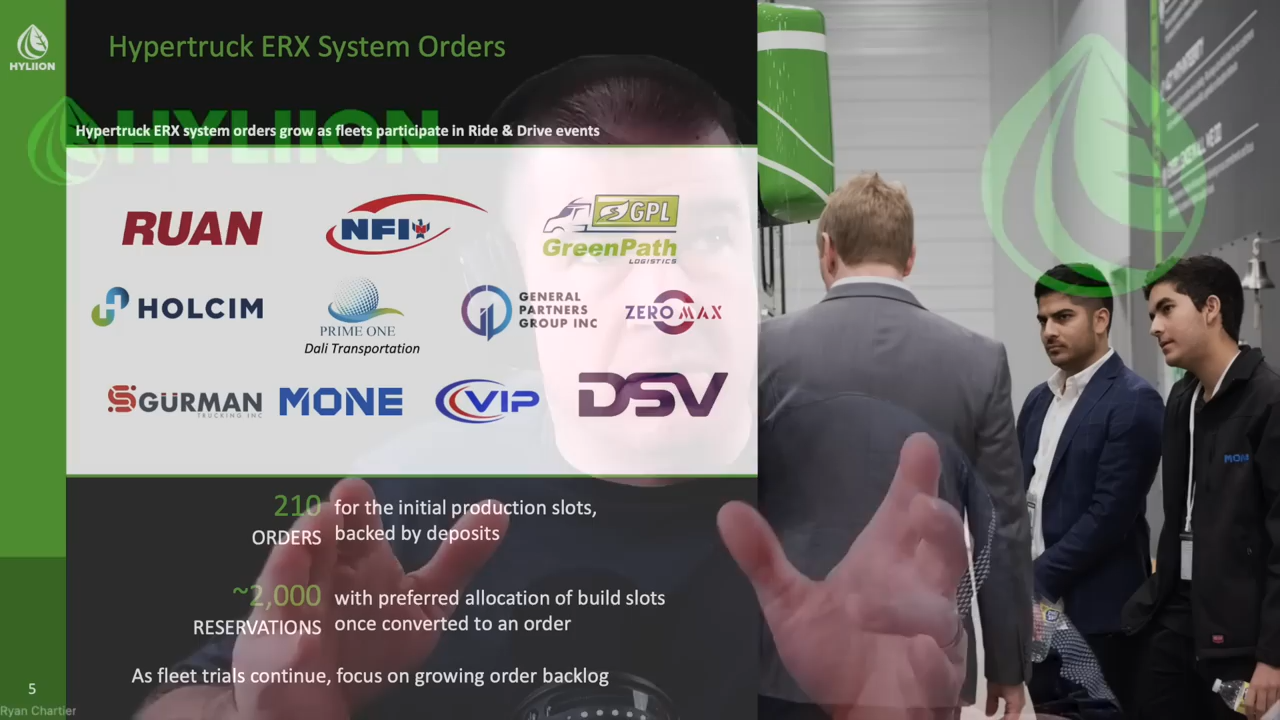 HYLIION
Hypertruck ERX System Orders
HYLIION
Hypertruck ERX system orders grow as fleets participate in Ride & Drive events
RUAN
NFI
GPL
GreenPath
LOGISTICS
HOLCIM
PRIME ONE
Dali Transportation
GENERAL
PARTNERS
GROUP INC
ZEROMAX
GURMAN
TRUCKING INC
MONE
VIP
DSV
MONE
210
ORDERS
for the initial production slots,
backed by deposits
~2,000
RESERVATIONS
with preferred allocation of build slots
once converted to an order
As fleet trials continue, focus on growing order backlog
5
Ryan Chartier